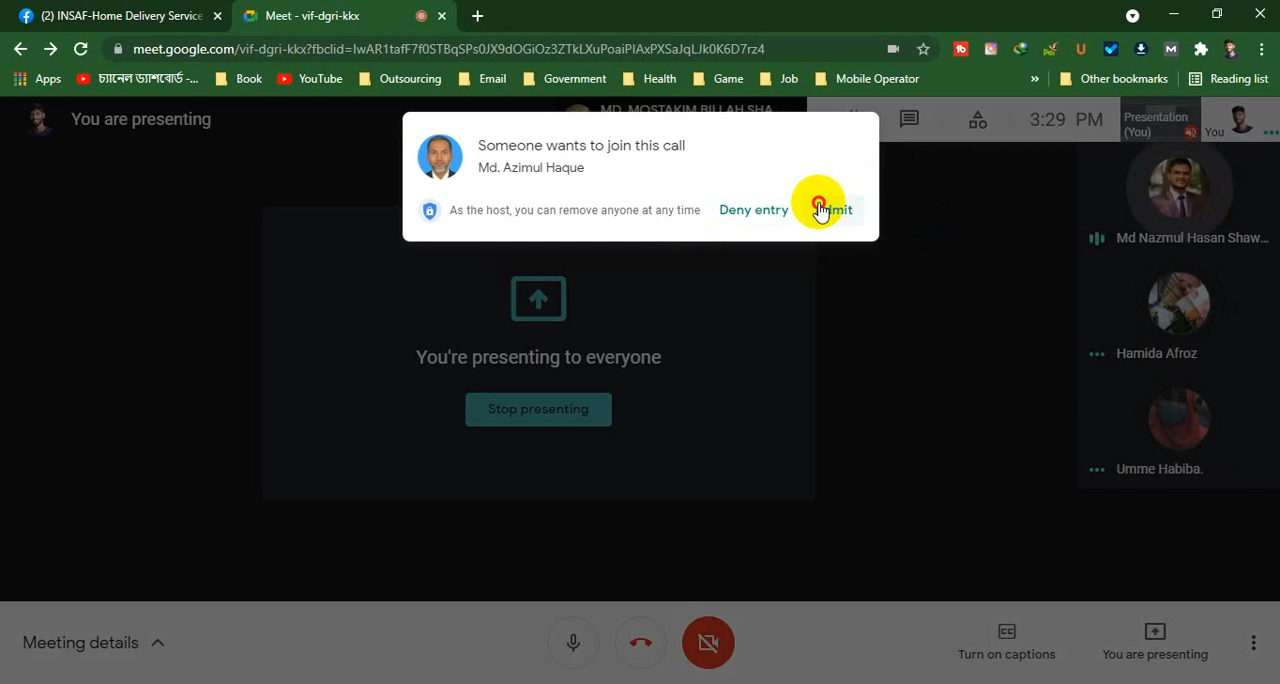 (2) INSAF-Home Delivery Service
Meet - vif-dgri-kkx
meet.google.com/vif-dgri-kkx?fbclid=IwAR1tafF7f0STBqSPs0JX9dOGiOz3ZTkLXuPoaiPIAxPXSaJqLJk0K6D7rz4
Apps
চ্যানেল ড্যাশবোর্ড -...
Book
YouTube
Outsourcing
Email
Government
Health
Game
Job
Mobile Operator
»
Other bookmarks
Reading list
You are presenting
MD. MOSTAKIM BILLAH SHA
3:29 PM
Presentation
(You)
You
Someone wants to join this call
Md. Azimul Haque
As the host, you can remove anyone at any time
Deny entry
Md Nazmul Hasan Shaw...
You're presenting to everyone
Hamida Afroz
Stop presenting
Umme Habiba.
Meeting details
Turn on captions
You are presenting